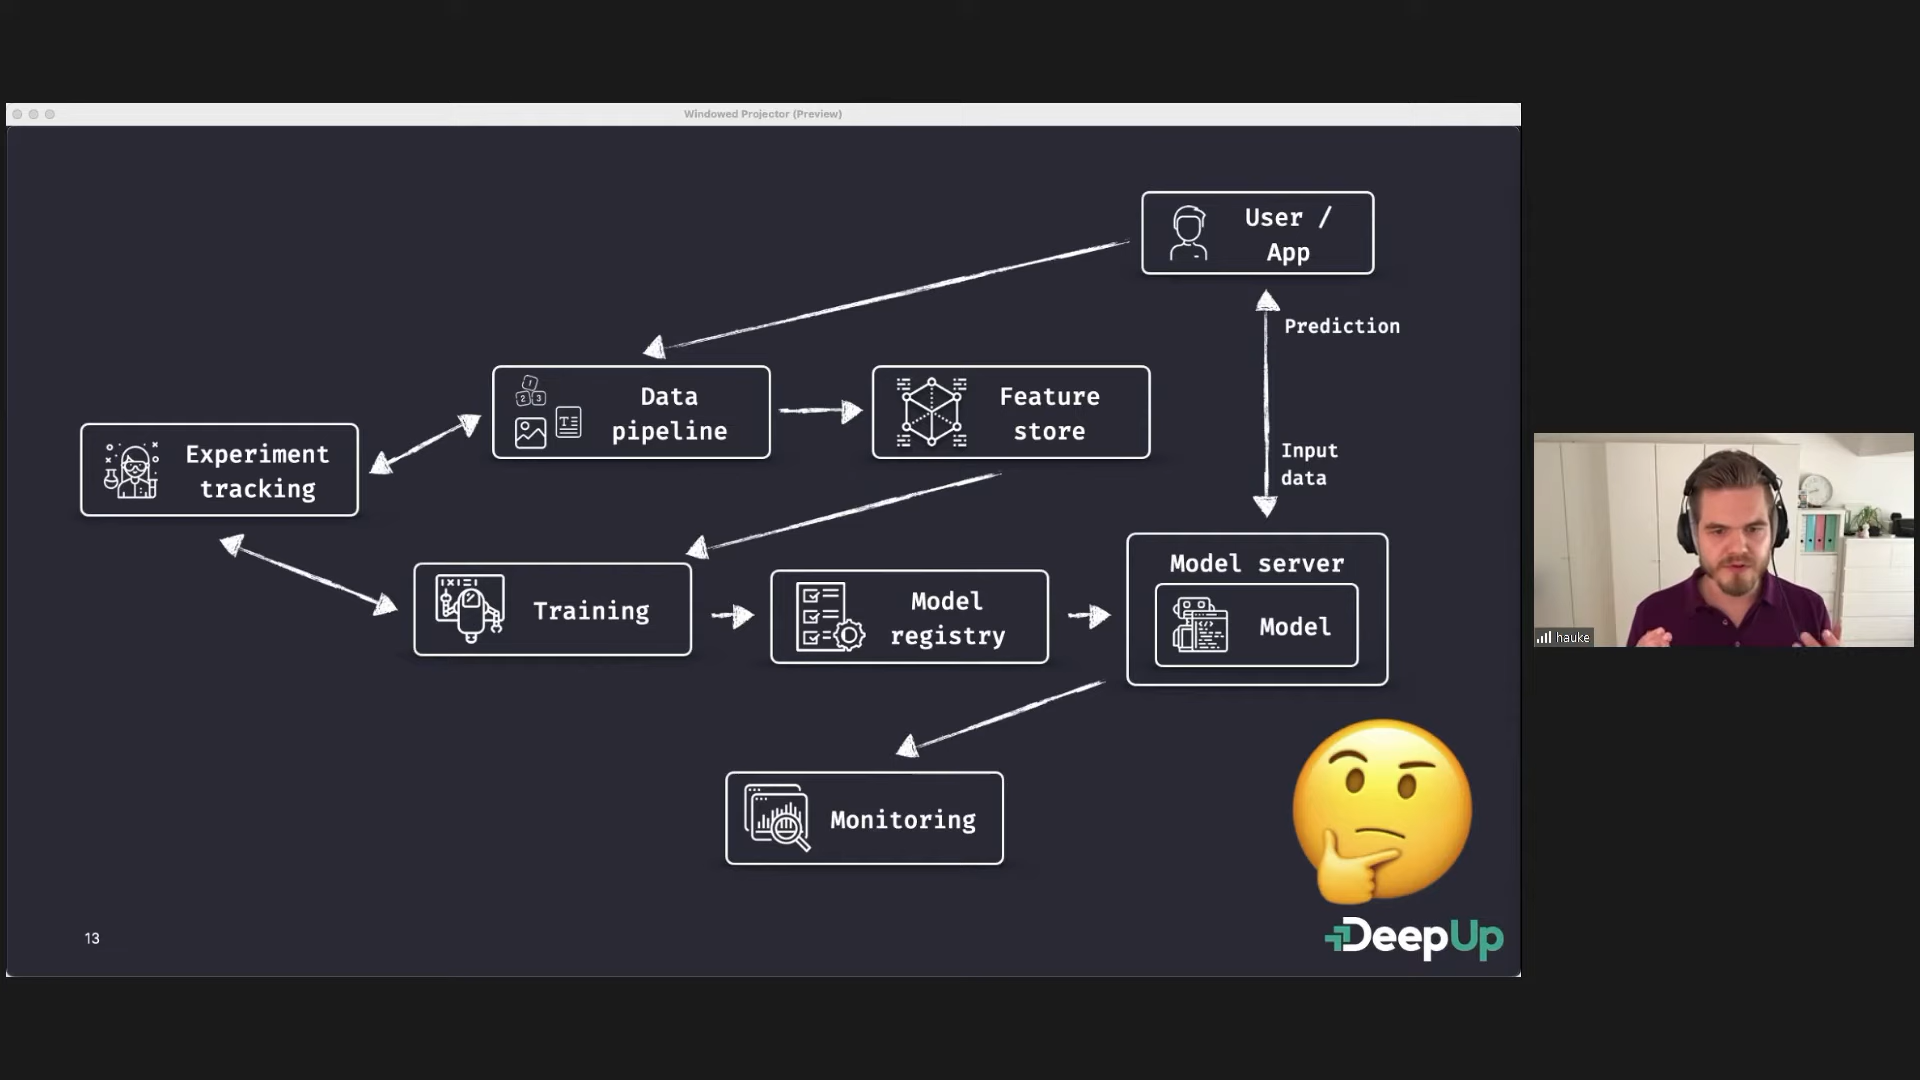 Windowed Projector (Preview)
User /
App
Prediction
Data
pipeline
Feature
store
Input
data
Experiment
tracking
Training
Model
registry
Model server
Model
Monitoring
13
DeepUp
hauke